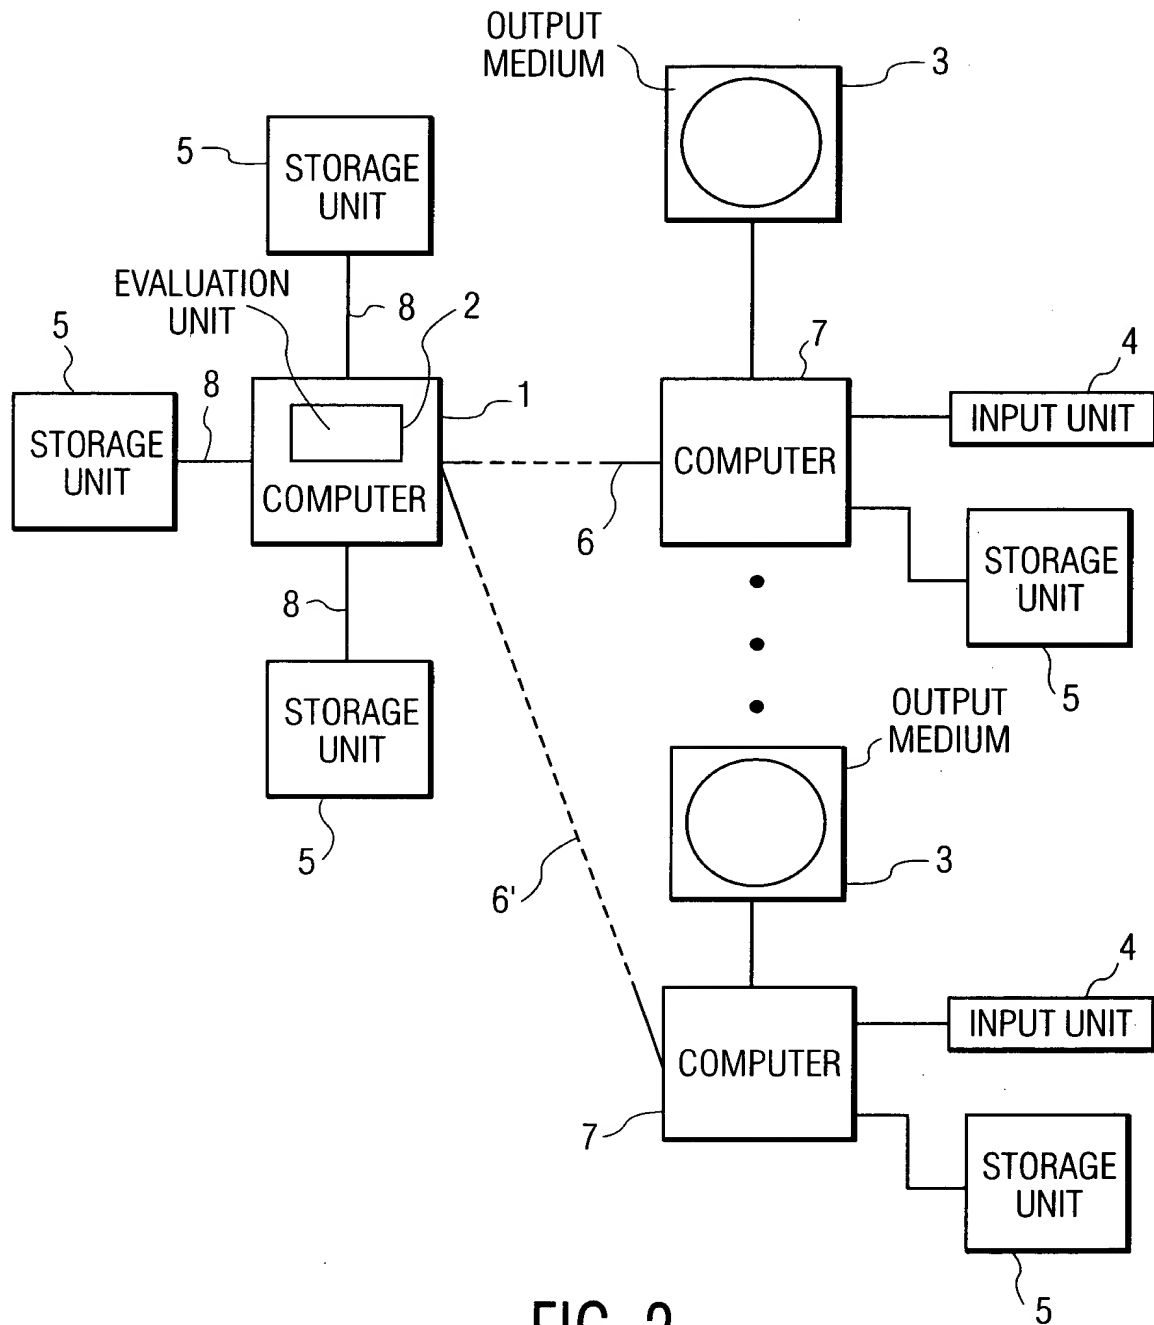 OUTPUT
MEDIUM
3
5
STORAGE
UNIT
EVALUATION
UNIT
8
2
5
8
1
7
4
STORAGE
UNIT
COMPUTER
COMPUTER
INPUT UNIT
6
8
STORAGE
UNIT
5
STORAGE
UNIT
5
OUTPUT
MEDIUM
3
6'
4
INPUT UNIT
COMPUTER
7
STORAGE
UNIT
5
FIG. 2